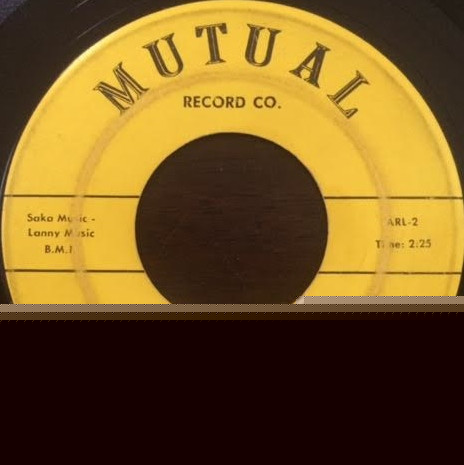 MUTUAL
RECORD CO.
Saka Music -
Lanny Music
B.M.I
ARL-2
Time: 2:25